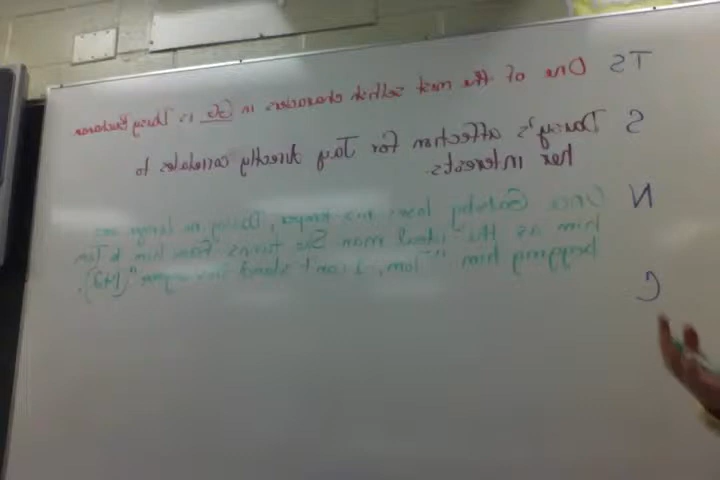 TS One of the most selfish characters in GG is Daisy Buchanan
S Daisy's affection for Jay directly correlates to
her interests.
N Once Gatsby loses his temper, Daisy no longer sees
him as the ideal man. She turns from him to Tom
begging him "Tom, I can't stand this anymore" (143).
C